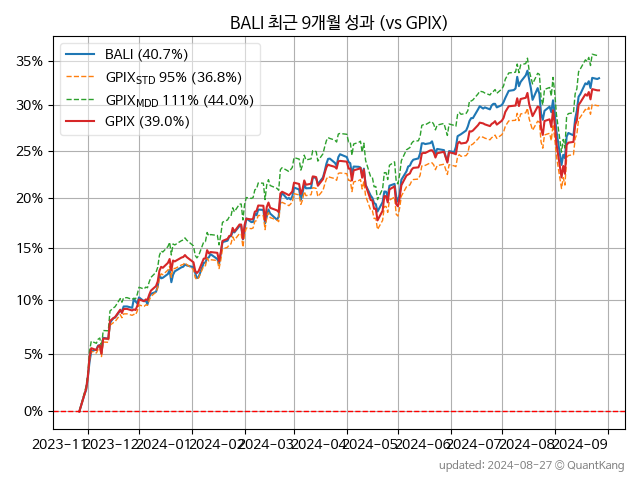 BALI 최근 9개월 성과 (vs GPIX)
BALI (40.7%)
GPIX_STD 95% (36.8%)
GPIX_MDD 111% (44.0%)
GPIX (39.0%)
35%
30%
25%
20%
15%
10%
5%
0%
2023-11 2023-12 2024-01 2024-02 2024-03 2024-04 2024-05 2024-06 2024-07 2024-08 2024-09
updated: 2024-08-27 © QuantKang